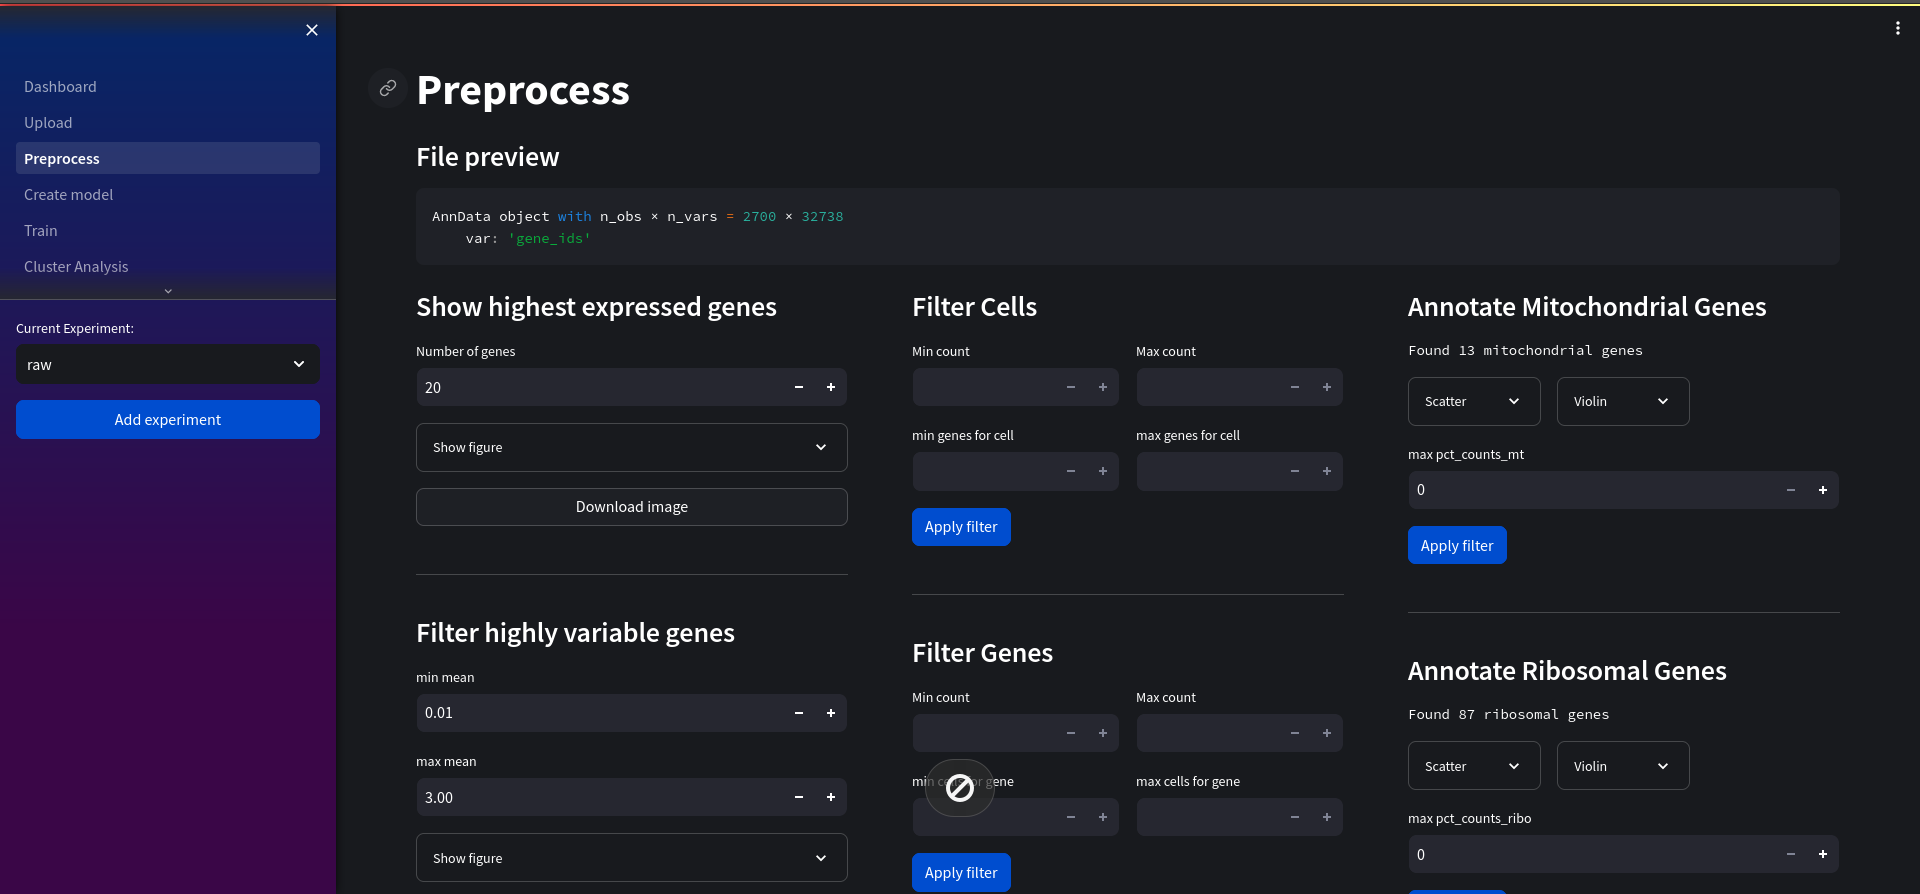 Dashboard
Upload
Preprocess
Create model
Train
Cluster Analysis
Current Experiment:
raw
Add experiment
Preprocess
File preview
AnnData object with n_obs × n_vars = 2700 × 32738
var: 'gene_ids'
Show highest expressed genes
Number of genes
20
Show figure
Download image
Filter highly variable genes
min mean
0.01
max mean
3.00
Show figure
Filter Cells
Min count
Max count
min genes for cell
max genes for cell
Apply filter
Filter Genes
Min count
Max count
min cells for gene
max cells for gene
Apply filter
Annotate Mitochondrial Genes
Found 13 mitochondrial genes
Scatter
Violin
max pct_counts_mt
0
Apply filter
Annotate Ribosomal Genes
Found 87 ribosomal genes
Scatter
Violin
max pct_counts_ribo
0